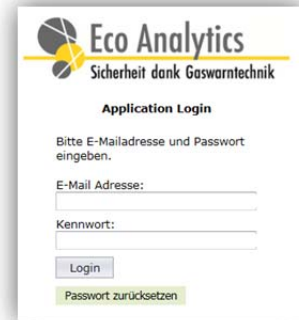 Eco Analytics
Sicherheit dank Gaswarntechnik
Application Login
Bitte E-Mailadresse und Passwort
eingeben.
E-Mail Adresse:
Kennwort:
Login
Passwort zurücksetzen